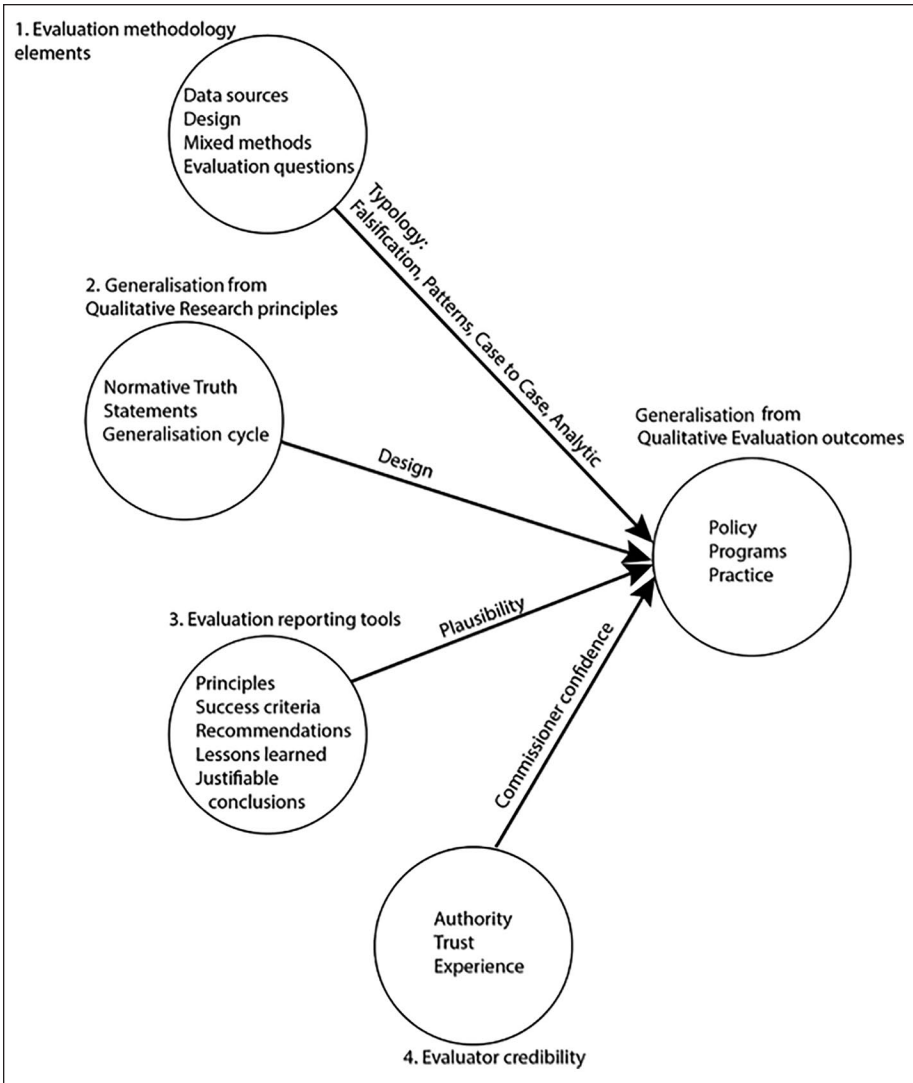 1. Evaluation methodology
elements
Data sources
Design
Mixed methods
Evaluation questions
Typology:
Falsification, Patterns, Case to Case, Analytic
2. Generalisation from
Qualitative Research principles
Normative Truth
Statements
Generalisation cycle
Design
Generalisation from
Qualitative Evaluation outcomes
Policy
Programs
Practice
3. Evaluation reporting tools
Plausibility
Principles
Success criteria
Recommendations
Lessons learned
Justifiable
conclusions
Commissioner confidence
Authority
Trust
Experience
4. Evaluator credibility